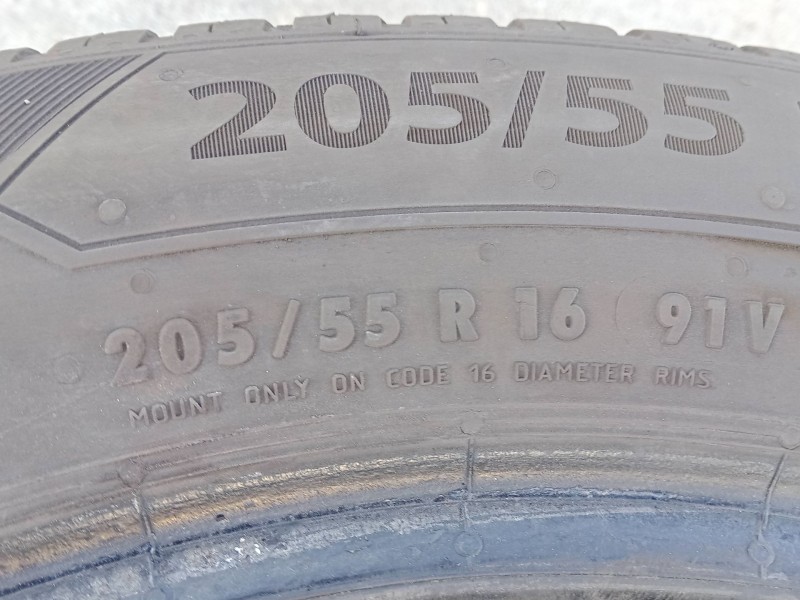 205/55
205/55 R 16 91V
MOUNT ONLY ON CODE 16 DIAMETER RIMS